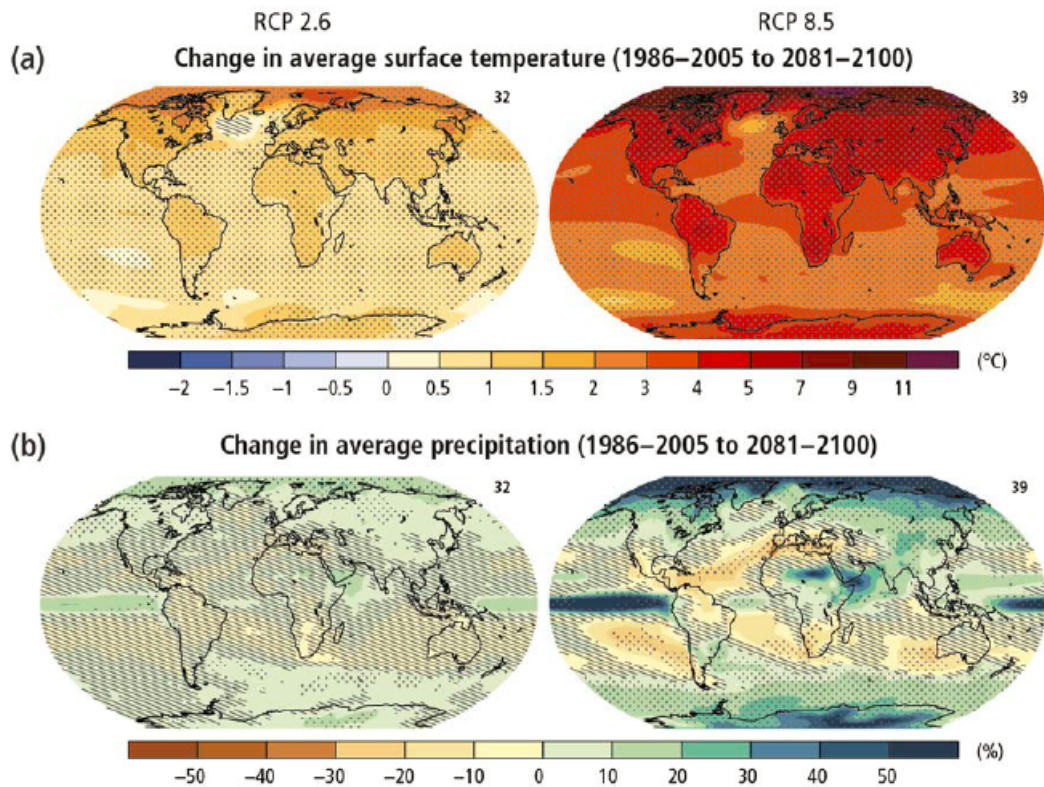 RCP 2.6 RCP 8.5
(a) Change in average surface temperature (1986–2005 to 2081–2100)
32 39
−2 −1.5 −1 −0.5 0 0.5 1 1.5 2 3 4 5 7 9 11 (°C)
(b) Change in average precipitation (1986–2005 to 2081–2100)
32 39
−50 −40 −30 −20 −10 0 10 20 30 40 50 (%)